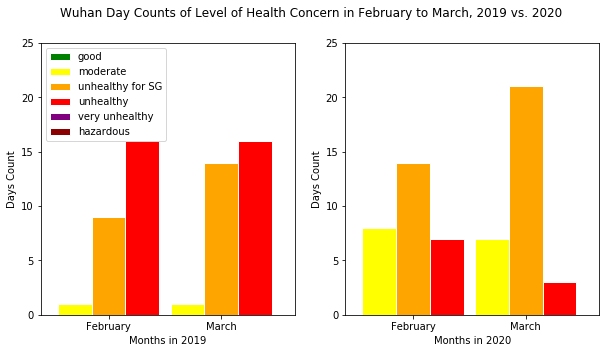 Wuhan Day Counts of Level of Health Concern in February to March, 2019 vs. 2020
25
20
15
10
5
0
Days Count
good
moderate
unhealthy for SG
unhealthy
very unhealthy
hazardous
February
March
Months in 2019
25
20
15
10
5
0
Days Count
February
March
Months in 2020